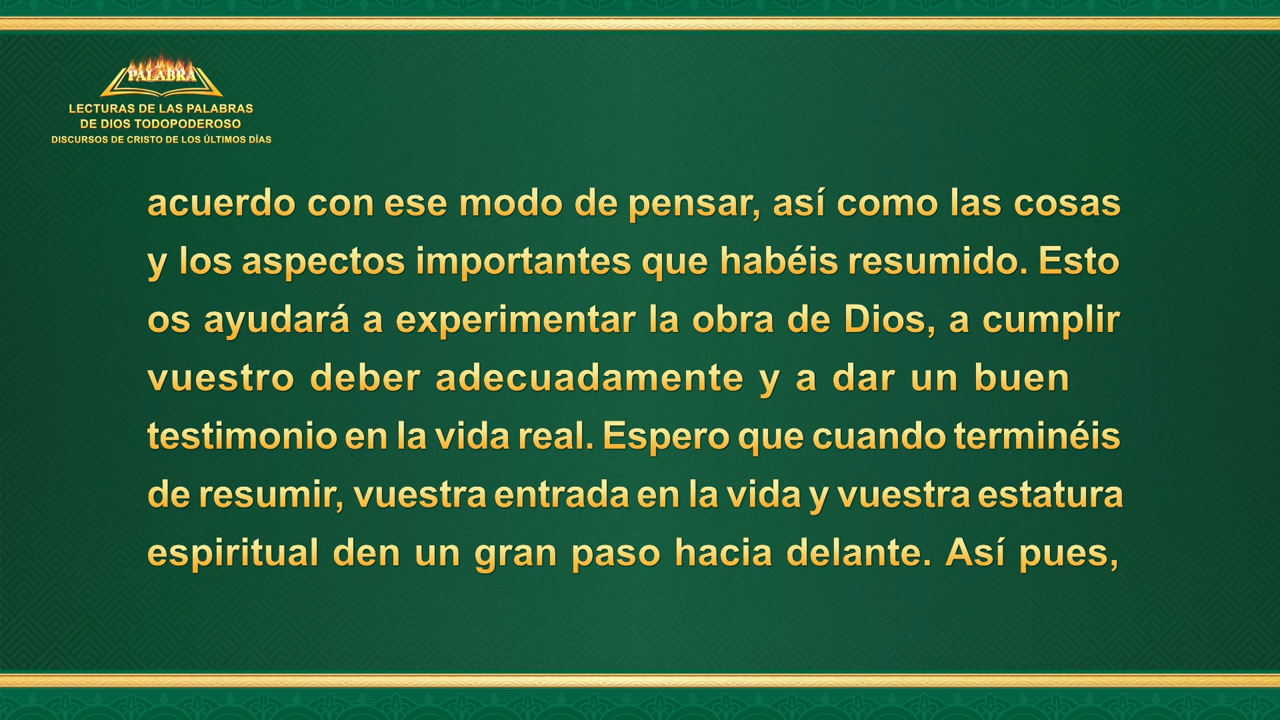 PALABRA
LECTURAS DE LAS PALABRAS
DE DIOS TODOPODEROSO
DISCURSOS DE CRISTO DE LOS ÚLTIMOS DÍAS
acuerdo con ese modo de pensar, así como las cosas
y los aspectos importantes que habéis resumido. Esto
os ayudará a experimentar la obra de Dios, a cumplir
vuestro deber adecuadamente y a dar un buen
testimonio en la vida real. Espero que cuando terminéis
de resumir, vuestra entrada en la vida y vuestra estatura
espiritual den un gran paso hacia delante. Así pues,